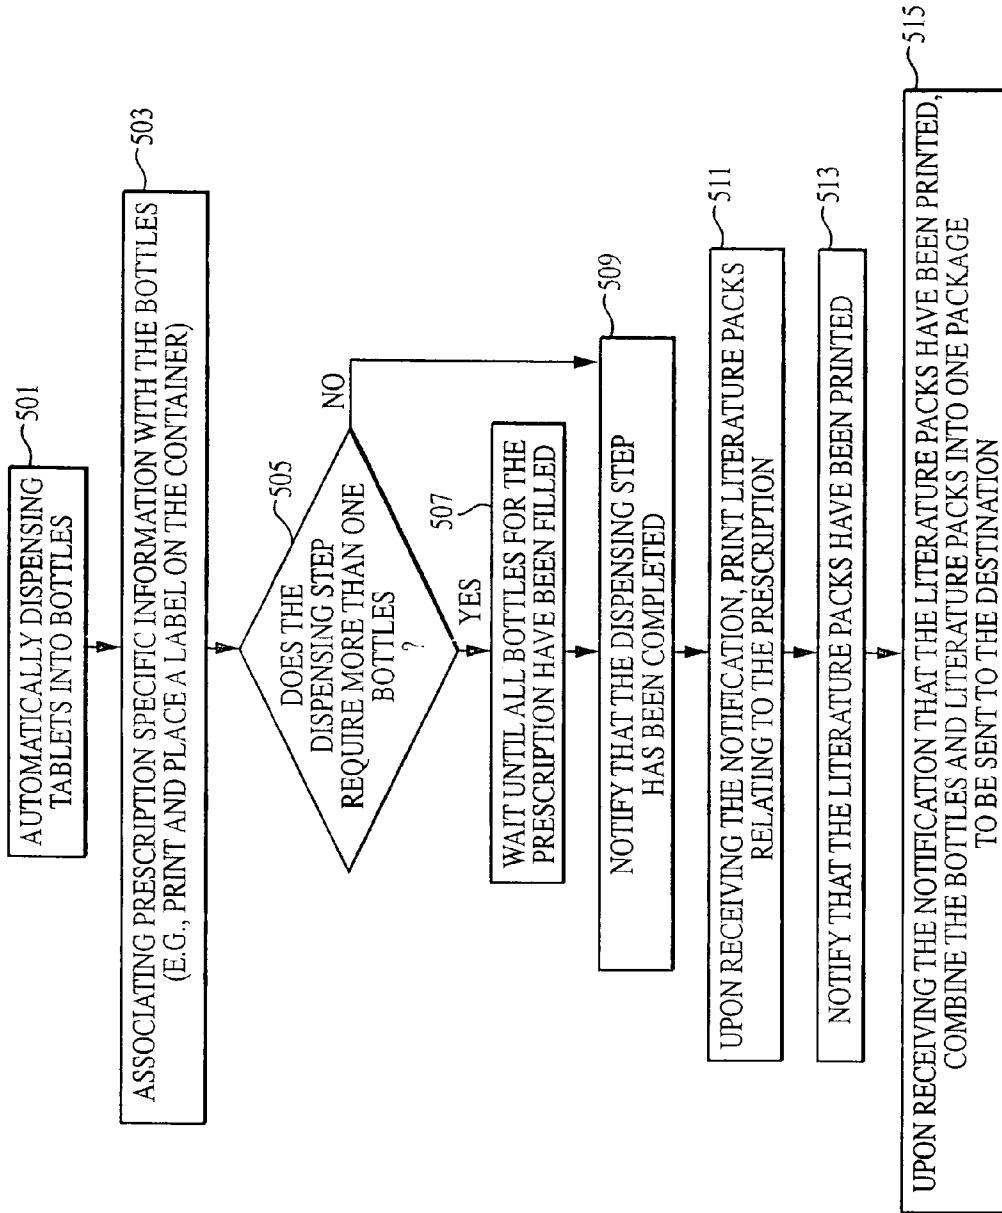 501
AUTOMATICALLY DISPENSING
TABLETS INTO BOTTLES
503
ASSOCIATING PRESCRIPTION SPECIFIC INFORMATION WITH THE BOTTLES
(E.G., PRINT AND PLACE A LABEL ON THE CONTAINER)
505
DOES THE
DISPENSING STEP
REQUIRE MORE THAN ONE
BOTTLES
?
NO
YES
507
WAIT UNTIL ALL BOTTLES FOR THE
PRESCRIPTION HAVE BEEN FILLED
509
NOTIFY THAT THE DISPENSING STEP
HAS BEEN COMPLETED
511
UPON RECEIVING THE NOTIFICATION, PRINT LITERATURE PACKS
RELATING TO THE PRESCRIPTION
513
NOTIFY THAT THE LITERATURE PACKS HAVE BEEN PRINTED
515
UPON RECEIVING THE NOTIFICATION THAT THE LITERATURE PACKS HAVE BEEN PRINTED,
COMBINE THE BOTTLES AND LITERATURE PACKS INTO ONE PACKAGE
TO BE SENT TO THE DESTINATION